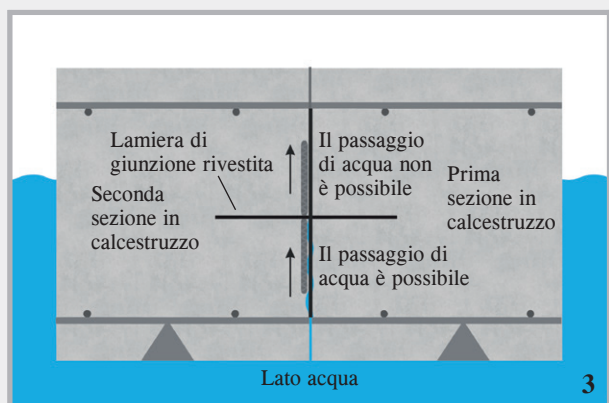 Lamiera di
giunzione rivestita
Il passaggio
di acqua non
è possibile
Seconda
sezione in
calcestruzzo
Prima
sezione in
calcestruzzo
Il passaggio di
acqua è possibile
Lato acqua
3